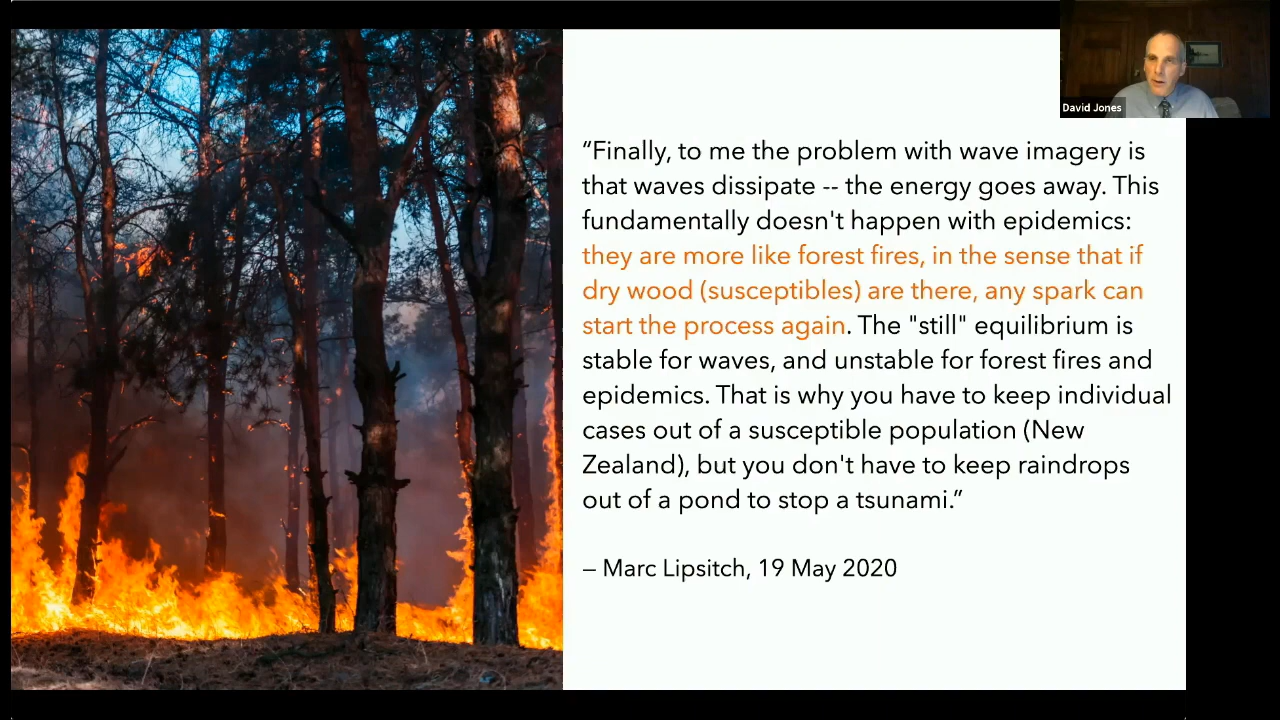 David Jones
“Finally, to me the problem with wave imagery is
that waves dissipate -- the energy goes away. This
fundamentally doesn't happen with epidemics:
they are more like forest fires, in the sense that if
dry wood (susceptibles) are there, any spark can
start the process again. The "still" equilibrium is
stable for waves, and unstable for forest fires and
epidemics. That is why you have to keep individual
cases out of a susceptible population (New
Zealand), but you don't have to keep raindrops
out of a pond to stop a tsunami.”
– Marc Lipsitch, 19 May 2020